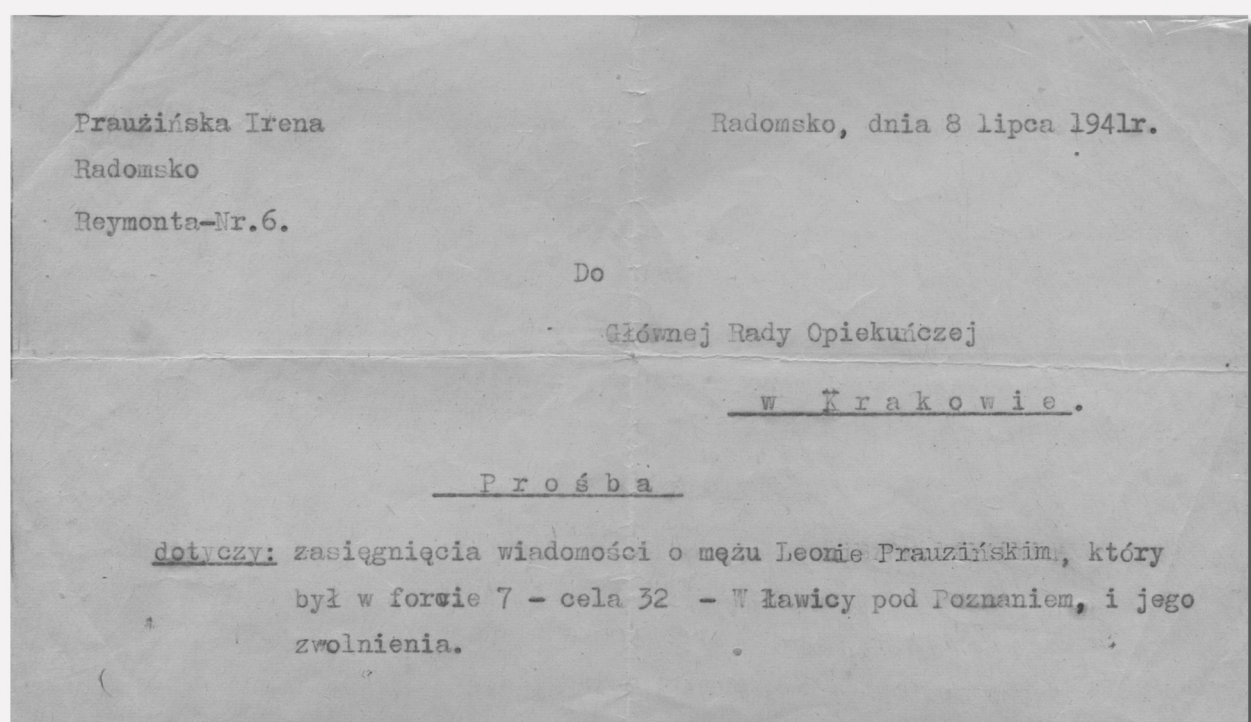 Praużińska Irena
Radomsko, dnia 8 lipca 1941r.
Radomsko
Reymonta-Nr.6.
Do
Głównej Rady Opiekuńczej
w Krakowie.
Prośba
dotyczy: zasięgnięcia wiadomości o mężu Leonie Prauzińskim, który
był w forcie 7 - cela 32 - W Ławicy pod Poznaniem, i jego
zwolnienia.